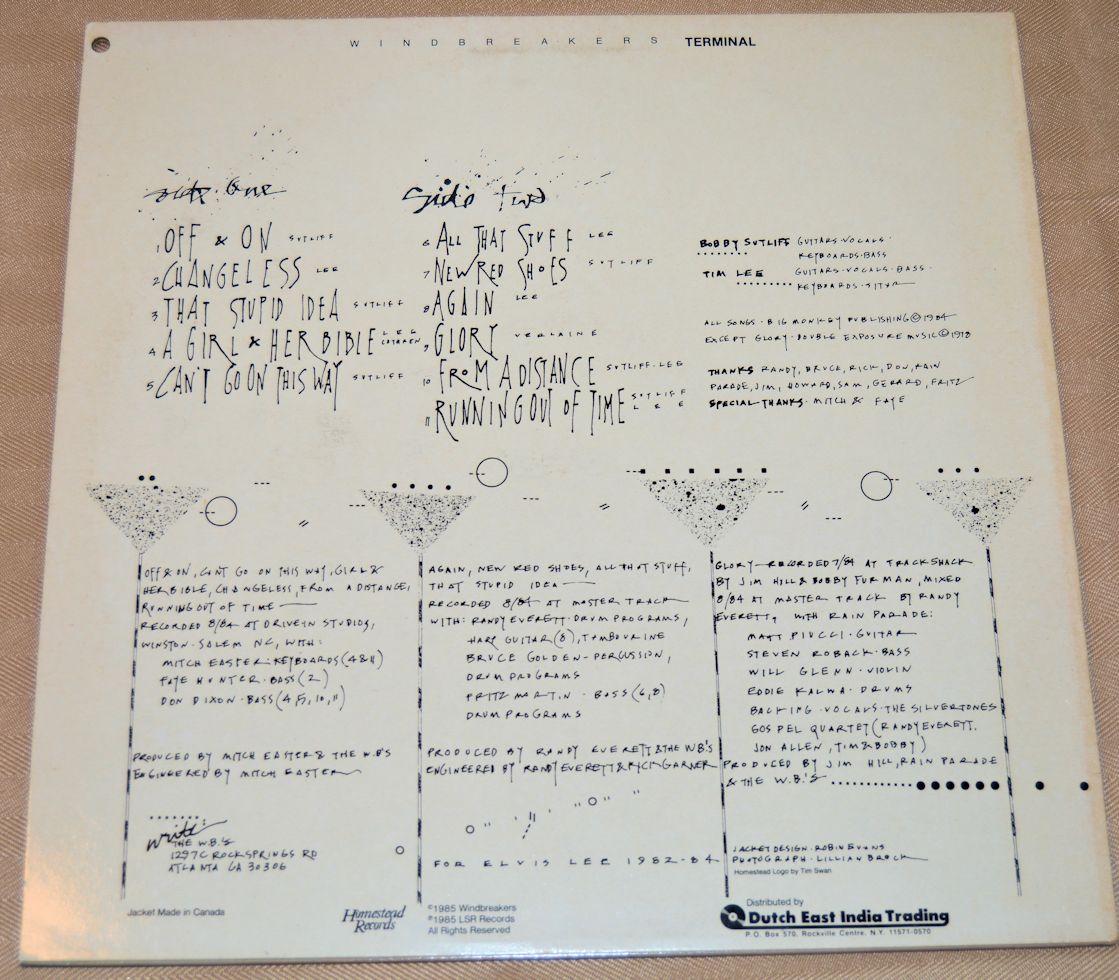 WINDBREAKERS TERMINAL
Side One
1 OFF & ON SUTLIFF
2 CHANGELESS LEE
3 THAT STUPID IDEA SUTLIFF
4 A GIRL & HER BIBLE LEE
5 CAN'T GO ON THIS WAY SUTLIFF
Side Two
6 ALL THAT STUFF LEE
7 NEW RED SHOES SUTLIFF
8 AGAIN LEE
9 GLORY VERLAINE
10 FROM A DISTANCE SUTLIFF·LEE
11 RUNNING OUT OF TIME SUTLIFF
LEE
BOBBY SUTLIFF GUITARS·VOCALS·
KEYBOARDS·BASS
TIM LEE GUITARS·VOCALS·BASS·
KEYBOARDS·SITAR
ALL SONGS·BIG MONKEY PUBLISHING © 1984
EXCEPT GLORY·DOUBLE EXPOSURE MUSIC © 1978
THANKS RANDY, BRUCE, RICK, DON, RAIN
PARADE, JIM, HOWARD, SAM, GERARD, FRITZ
SPECIAL THANKS·MITCH & FAYE
OFF & ON, CANT GO ON THIS WAY, GIRL &
HER BIBLE, CHANGELESS, FROM A DISTANCE,
RUNNING OUT OF TIME —
RECORDED 8/84 AT DRIVE IN STUDIOS,
WINSTON-SALEM NC, WITH:
MITCH EASTER·KEYBOARDS (4&11)
FAYE HUNTER·BASS (2)
DON DIXON·BASS (4,5,10,11)
PRODUCED BY MITCH EASTER & THE W.B'S
ENGINEERED BY MITCH EASTER
AGAIN, NEW RED SHOES, ALL THAT STUFF,
THAT STUPID IDEA —
RECORDED 8/84 AT MASTER TRACK
WITH: RANDY EVERETT·DRUM PROGRAMS,
HARP GUITAR (8), TAMBOURINE
BRUCE GOLDEN-PERCUSSION,
DRUM PROGRAMS
FRITZ MARTIN·BASS (6,8)
DRUM PROGRAMS
PRODUCED BY RANDY EVERETT & THE W.B'S
ENGINEERED BY RANDY EVERETT & RICK GARNER
GLORY—RECORDED 7/84 AT TRACKSHACK
BY JIM HILL & BOBBY FURMAN, MIXED
8/84 AT MASTER TRACK BY RANDY
EVERETT, WITH RAIN PARADE:
MATT PIUCCI·GUITAR
STEVEN ROBACK·BASS
WILL GLENN·VIOLIN
EDDIE KALWA·DRUMS
BACKING·VOCALS·THE SILVERTONES
GOSPEL QUARTET (RANDY EVERETT,
JON ALLEN, TIM & BOBBY)
PRODUCED BY JIM HILL, RAIN PARADE
& THE W.B.'S
write:
THE W.B.'S
1297C ROCKSPRINGS RD
ATLANTA GA 30306
FOR ELVIS LEE 1982-84
JACKET DESIGN·ROBIN EVANS
PHOTOGRAPH·LILLIAN BROCK
Homestead Logo by Tim Swan
Jacket Made in Canada
Homestead
Records
©1985 Windbreakers
℗1985 LSR Records
All Rights Reserved
Distributed by
Dutch East India Trading
P.O. Box 570, Rockville Centre, N.Y. 11571-0570